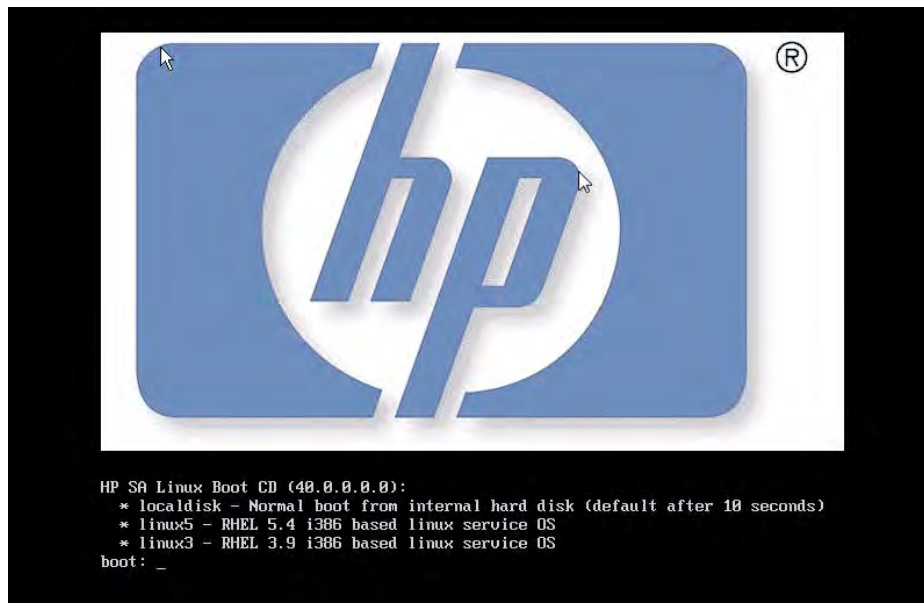 ®
hp
HP SA Linux Boot CD (40.0.0.0.0):
* localdisk - Normal boot from internal hard disk (default after 10 seconds)
* linux5 - RHEL 5.4 i386 based linux service OS
* linux3 - RHEL 3.9 i386 based linux service OS
boot: _